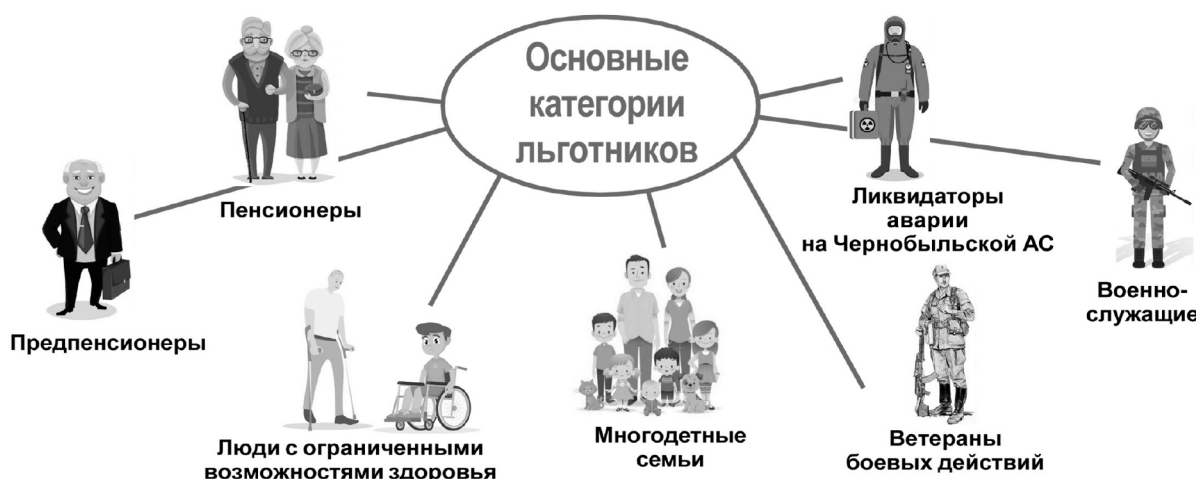 Основные
категории
льготников
Пенсионеры
Предпенсионеры
Люди с ограниченными
возможностями здоровья
Многодетные
семьи
Ветераны
боевых действий
Ликвидаторы
аварии
на Чернобыльской АС
Военно-
служащие